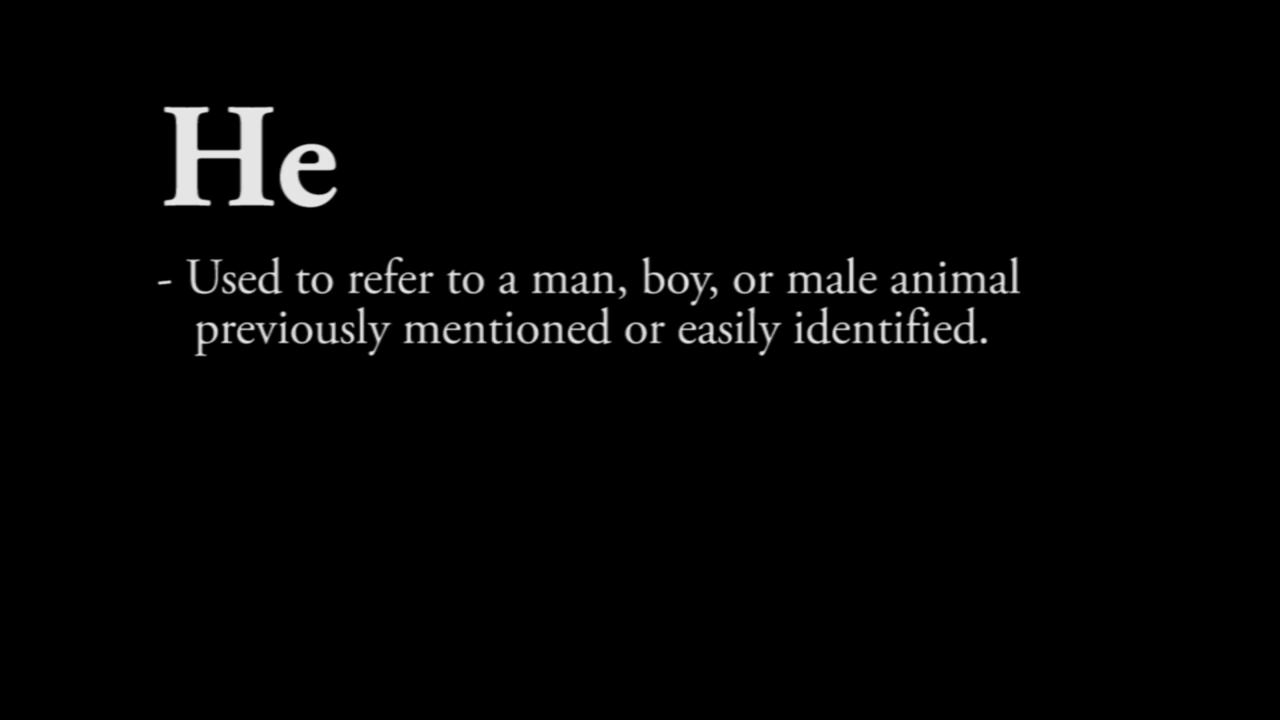 He
- Used to refer to a man, boy, or male animal
previously mentioned or easily identified.